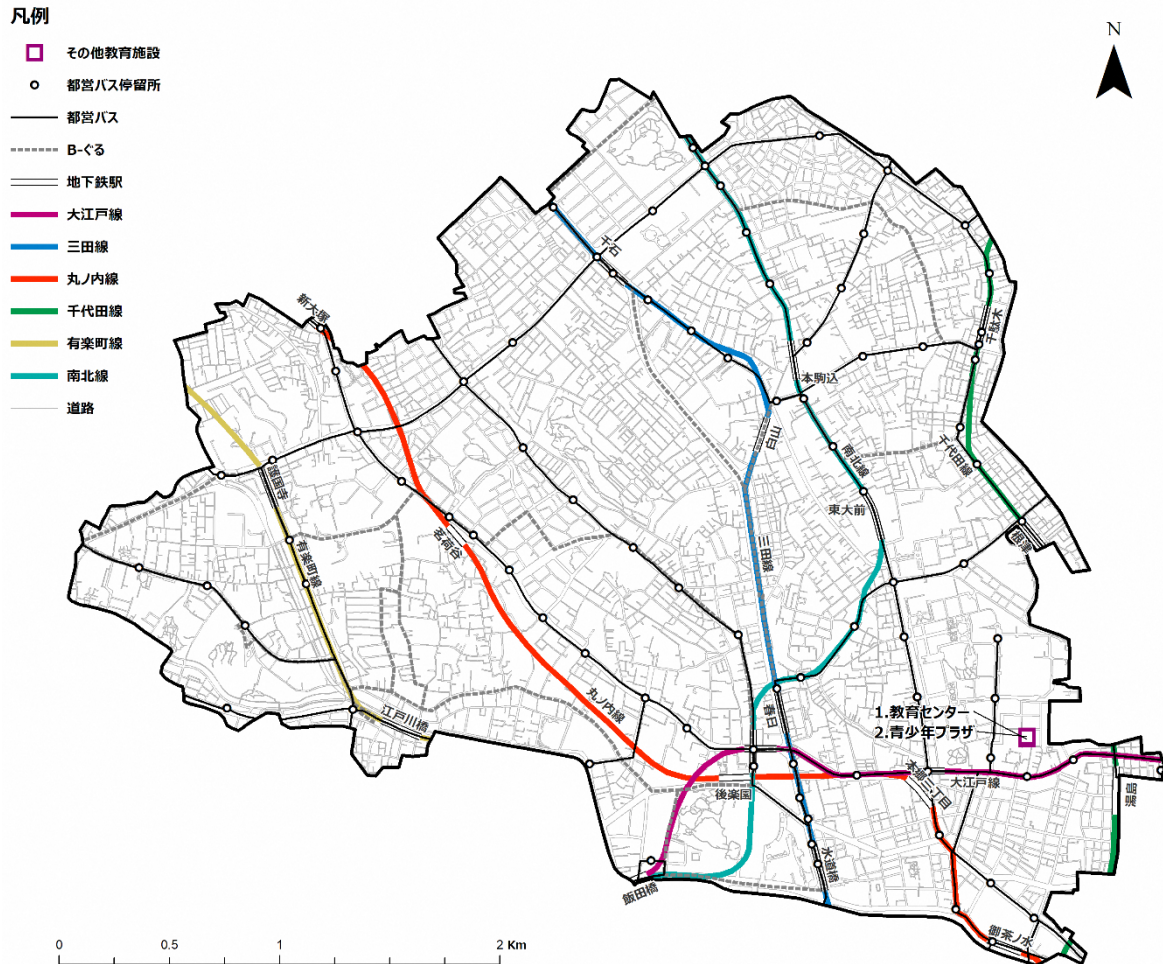 凡例
その他教育施設
都営バス停留所
都営バス
B-ぐる
地下鉄駅
大江戸線
三田線
丸ノ内線
千代田線
有楽町線
南北線
道路
N
千石
新大塚
千駄木
本駒込
白山
南北線
千代田線
護国寺
東大前
根津
茗荷谷
有楽町線
三田線
丸ノ内線
春日
江戸川橋
1.教育センター
2.青少年プラザ
本郷三丁目
大江戸線
湯島
後楽園
水道橋
飯田橋
御茶ノ水
0 0.5 1 2 Km